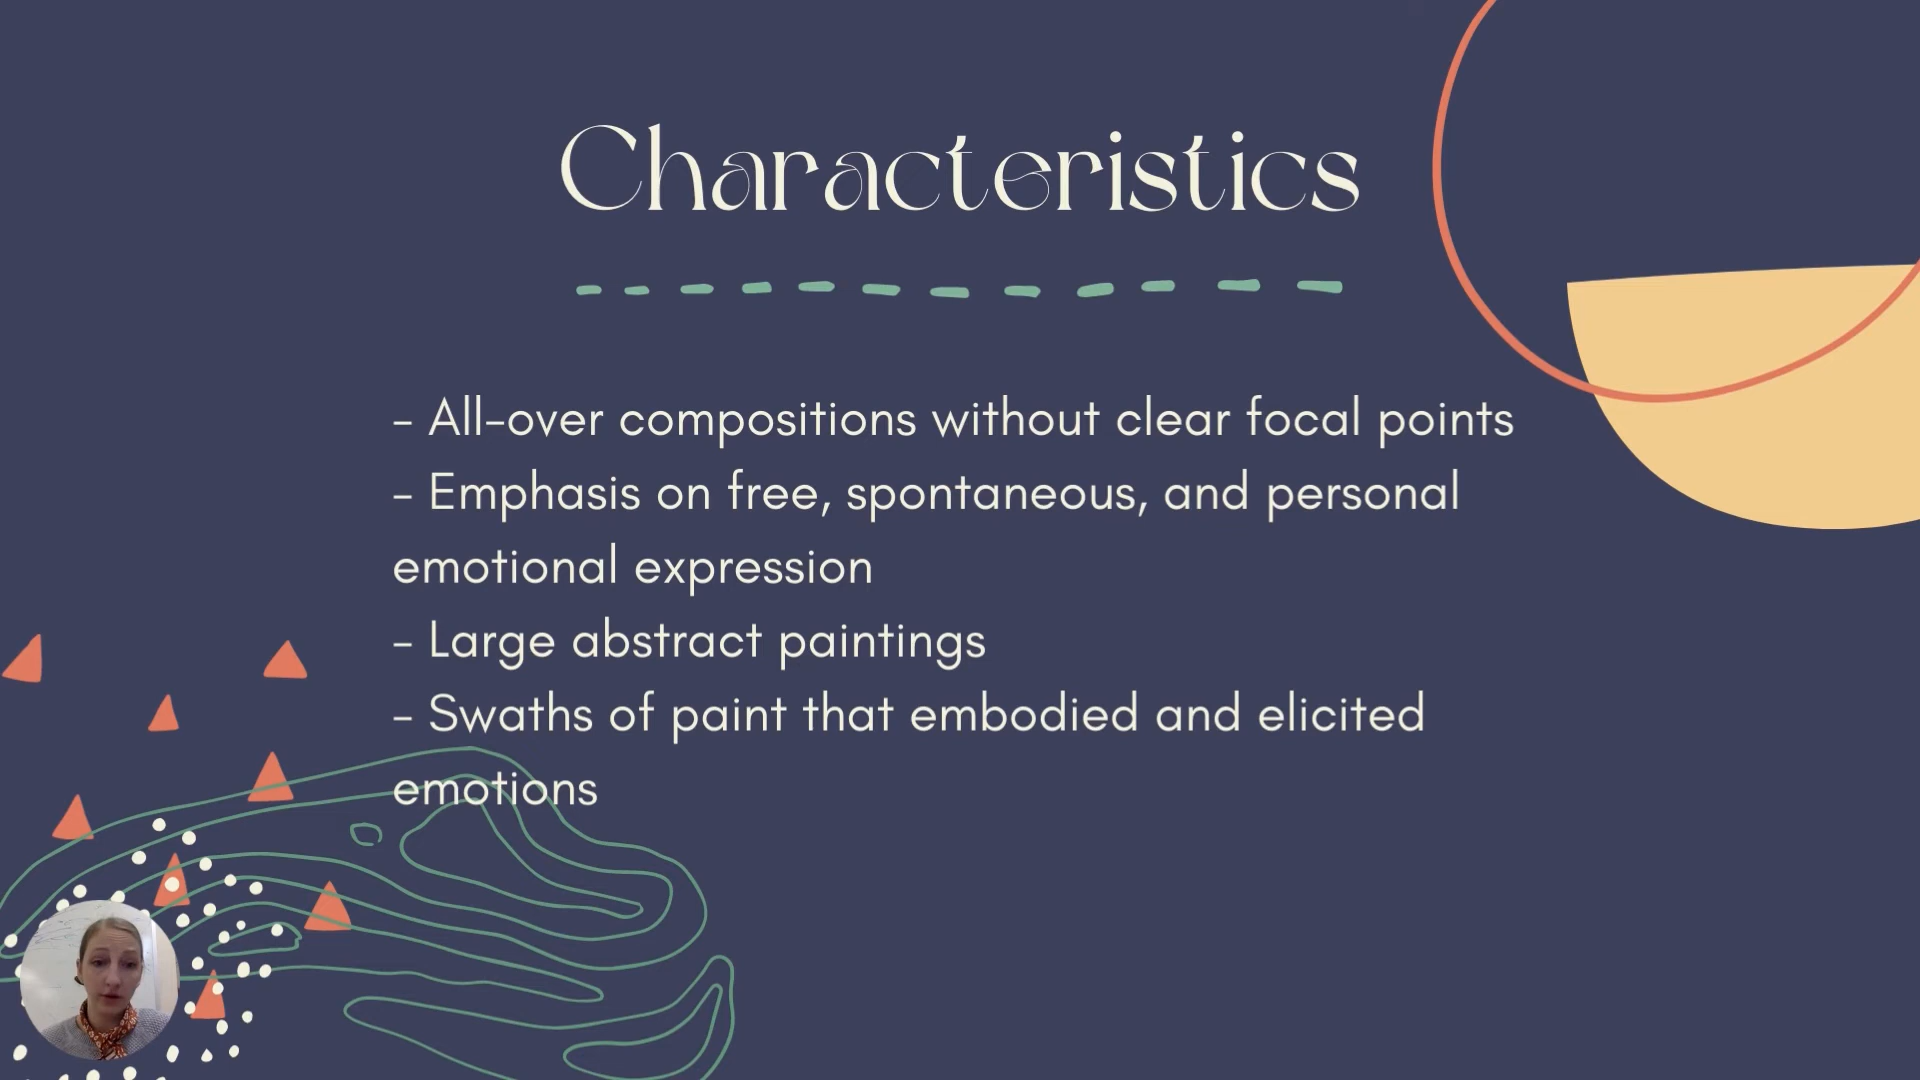 Characteristics
- All-over compositions without clear focal points
- Emphasis on free, spontaneous, and personal
emotional expression
- Large abstract paintings
- Swaths of paint that embodied and elicited
emotions